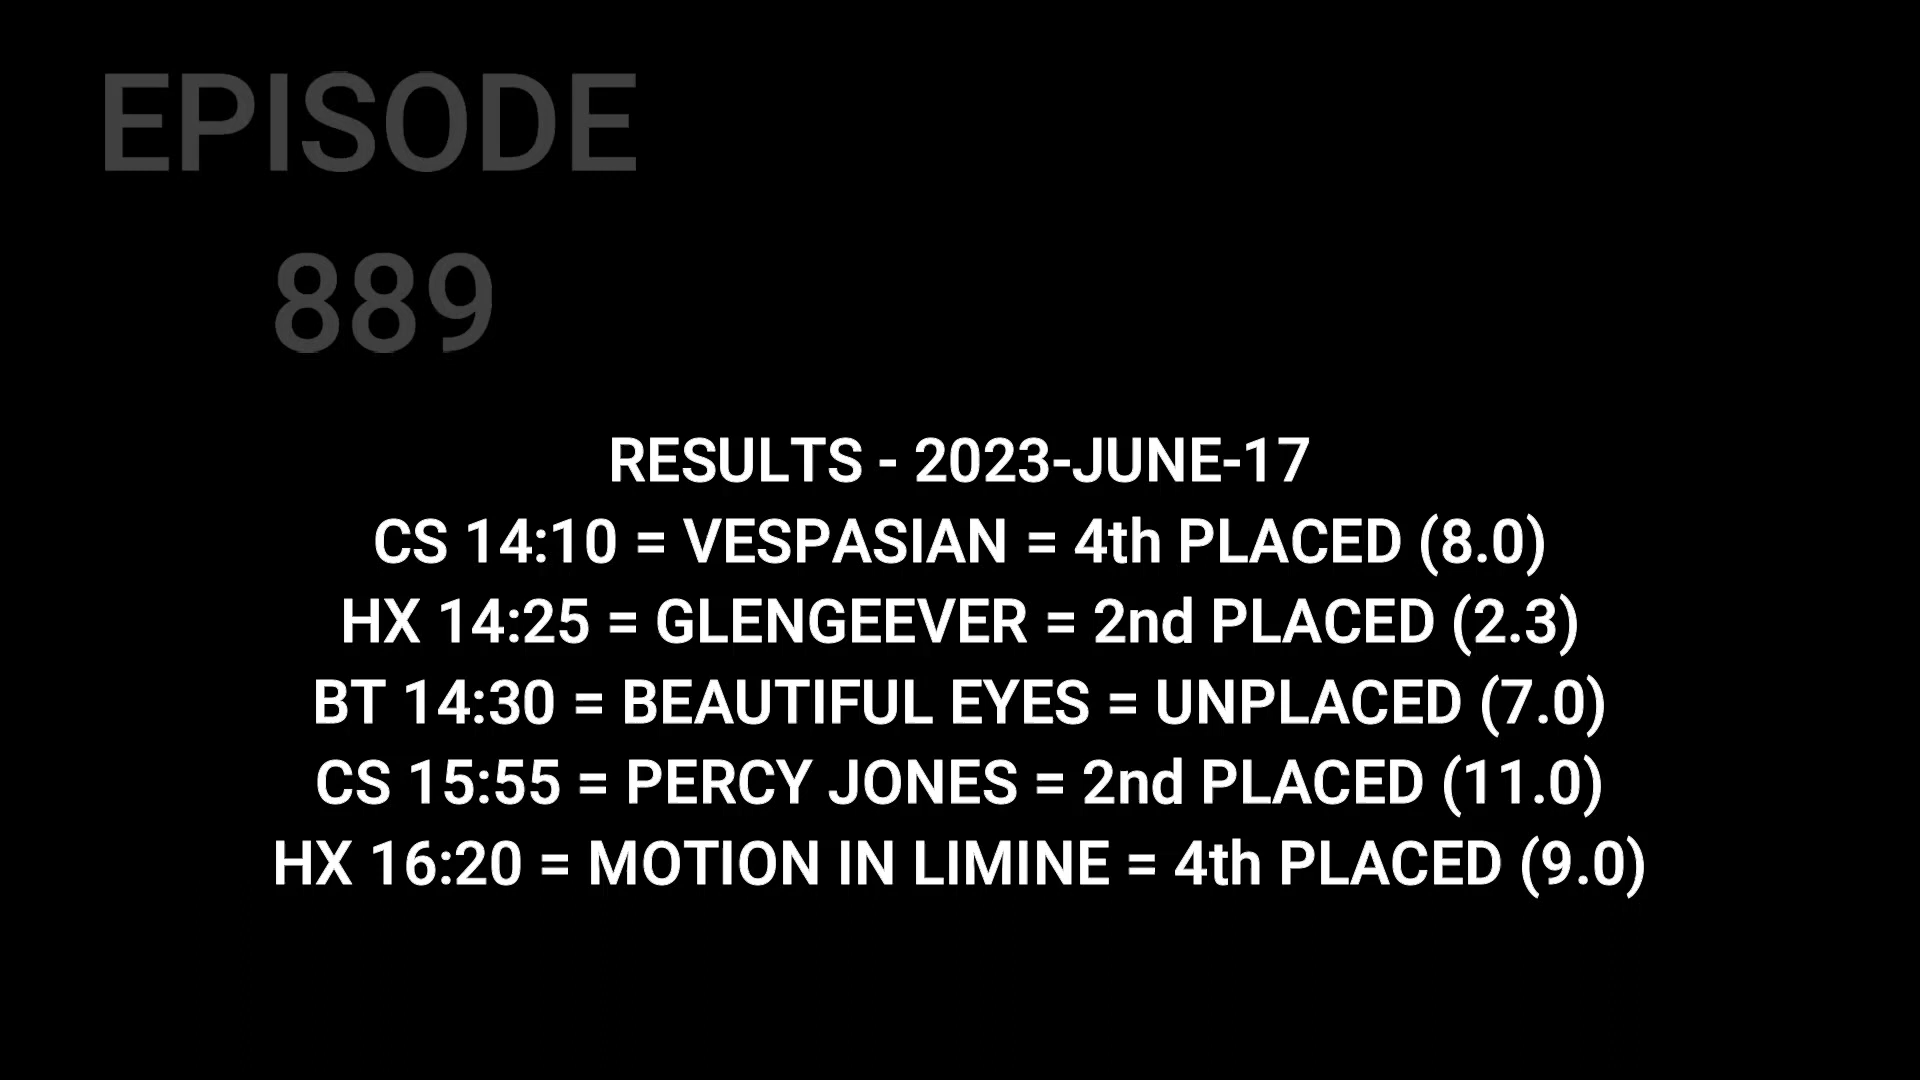 EPISODE
889
RESULTS - 2023-JUNE-17
CS 14:10 = VESPASIAN = 4th PLACED (8.0)
HX 14:25 = GLENGEEVER = 2nd PLACED (2.3)
BT 14:30 = BEAUTIFUL EYES = UNPLACED (7.0)
CS 15:55 = PERCY JONES = 2nd PLACED (11.0)
HX 16:20 = MOTION IN LIMINE = 4th PLACED (9.0)